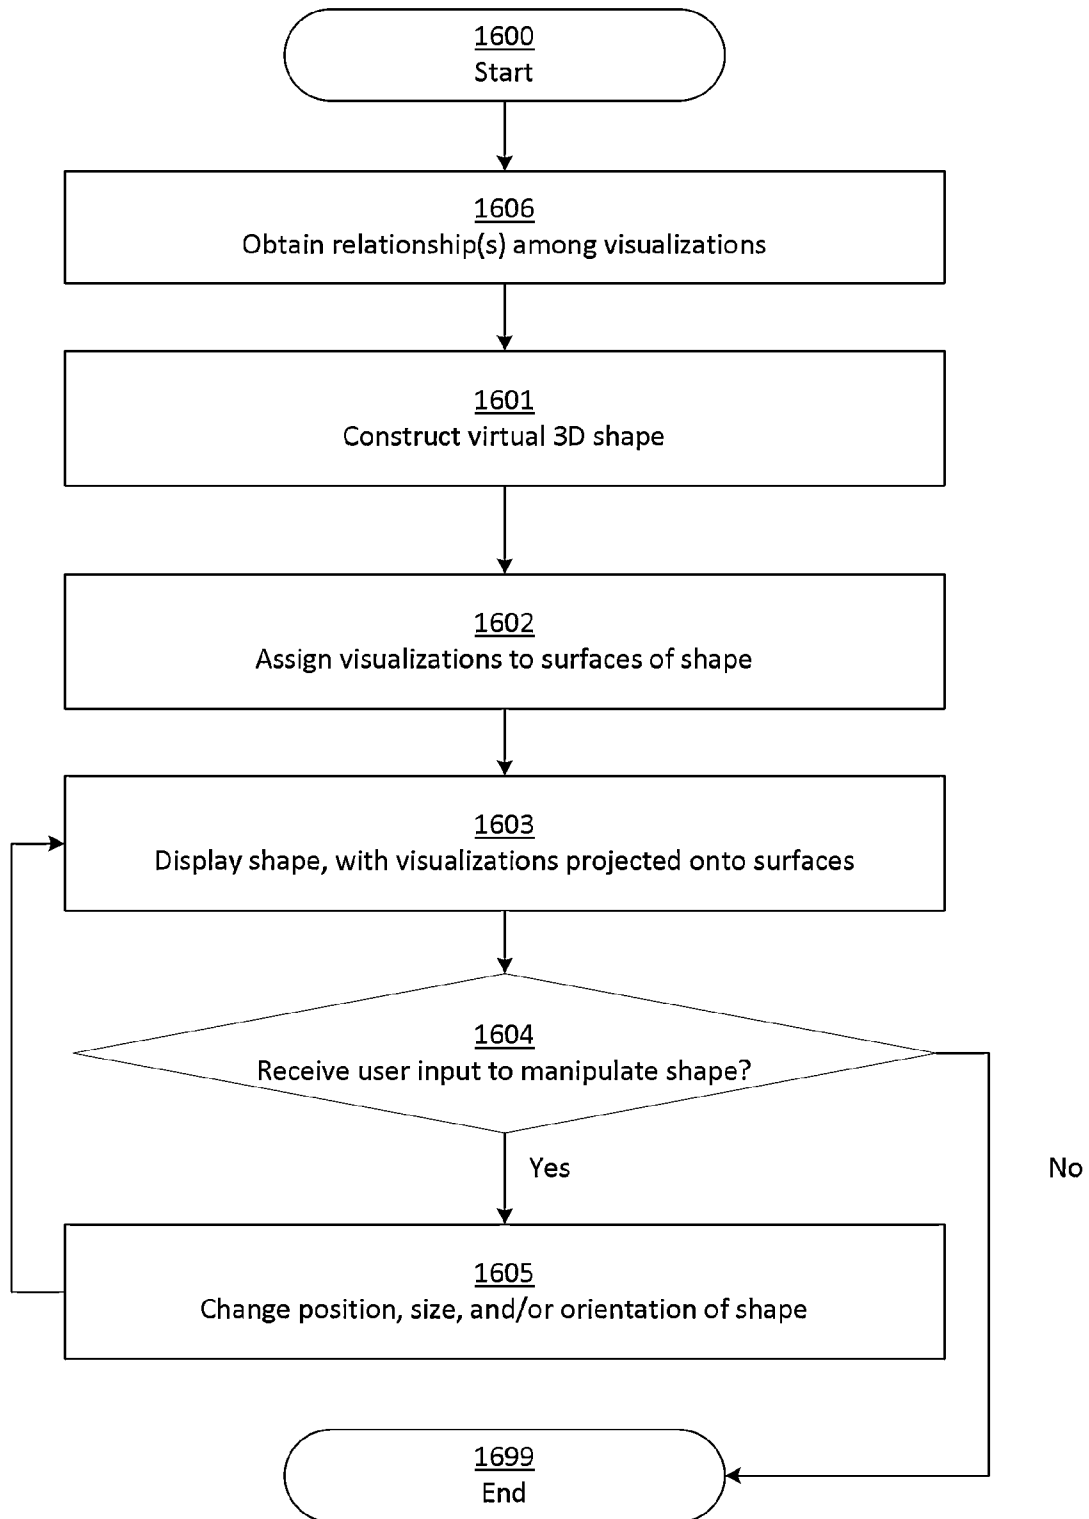 1600
Start
1606
Obtain relationship(s) among visualizations
1601
Construct virtual 3D shape
1602
Assign visualizations to surfaces of shape
1603
Display shape, with visualizations projected onto surfaces
1604
Receive user input to manipulate shape?
Yes
No
1605
Change position, size, and/or orientation of shape
1699
End